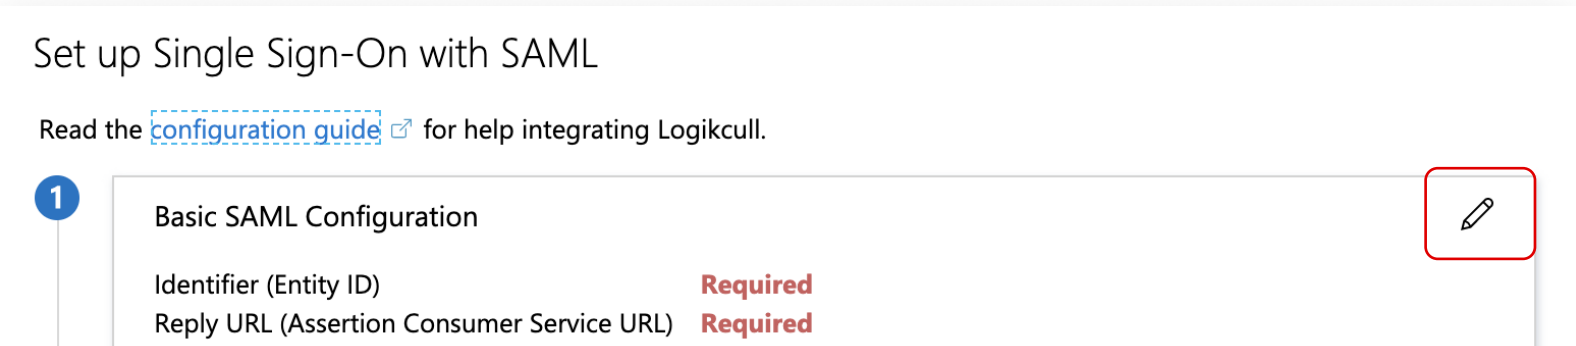 Set up Single Sign-On with SAML
Read the configuration guide for help integrating Logikcull.
1
Basic SAML Configuration
Identifier (Entity ID) Required
Reply URL (Assertion Consumer Service URL) Required